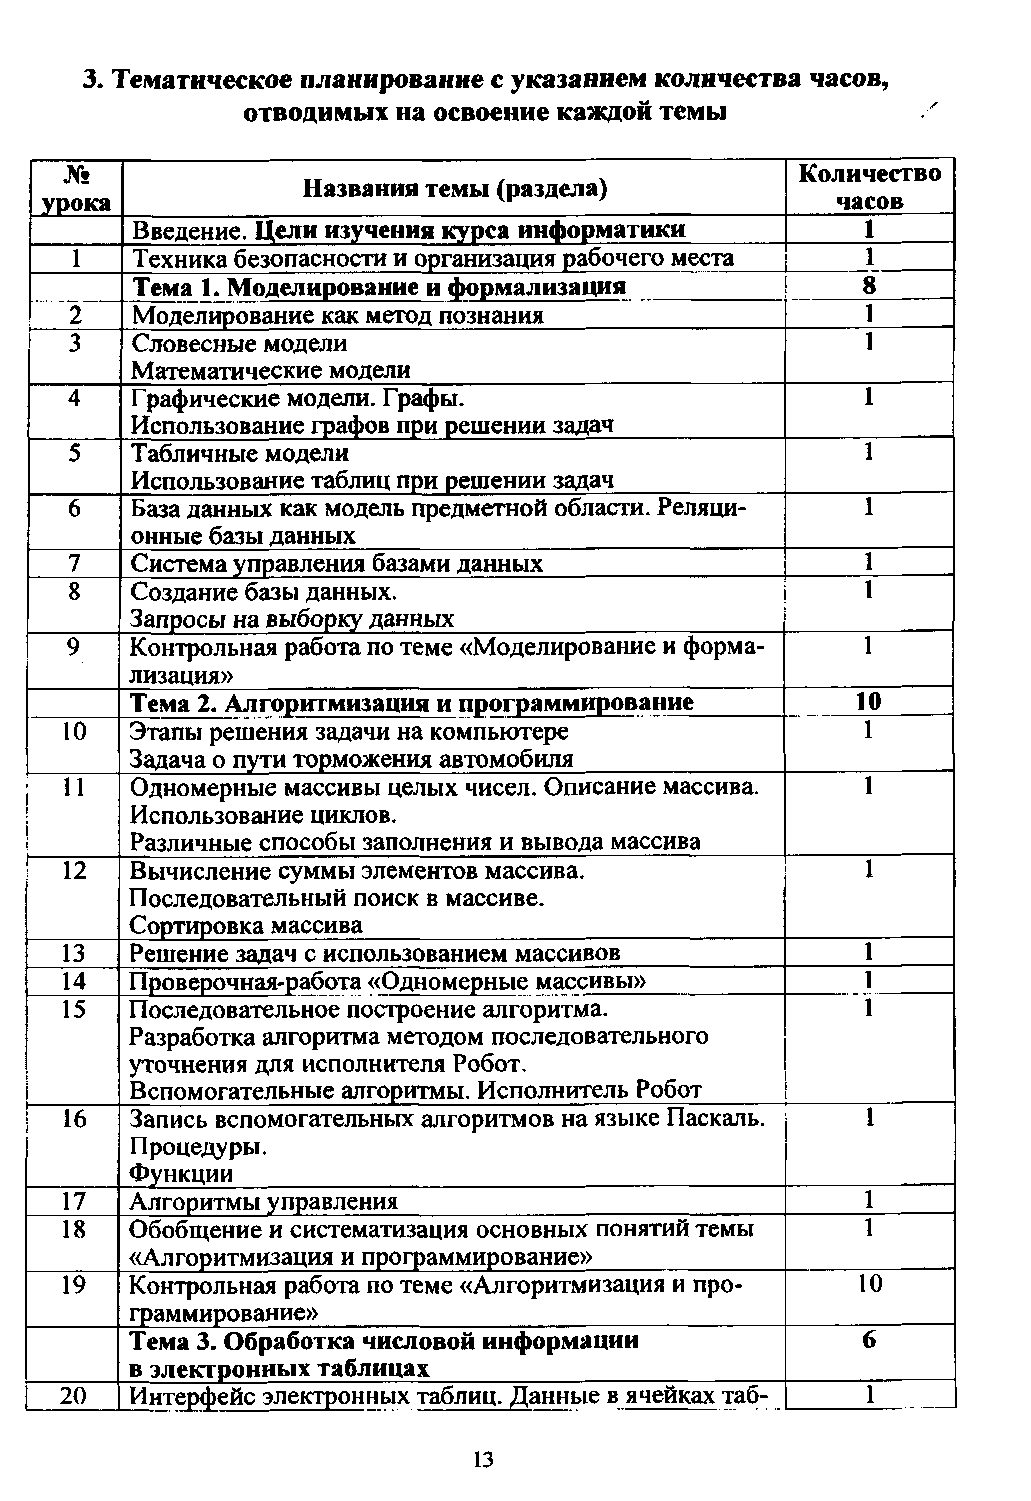 3. Тематическое планирование с указанием количества часов,
отводимых на освоение каждой темы
№ урока
Названия темы (раздела)
Количество часов
Введение. Цели изучения курса информатики 1
1 Техника безопасности и организация рабочего места 1
Тема 1. Моделирование и формализация 8
2 Моделирование как метод познания 1
3 Словесные модели 1
Математические модели
4 Графические модели. Графы. 1
Использование графов при решении задач
5 Табличные модели 1
Использование таблиц при решении задач
6 База данных как модель предметной области. Реляци- 1
онные базы данных
7 Система управления базами данных 1
8 Создание базы данных. 1
Запросы на выборку данных
9 Контрольная работа по теме «Моделирование и форма- 1
лизация»
Тема 2. Алгоритмизация и программирование 10
10 Этапы решения задачи на компьютере 1
Задача о пути торможения автомобиля
11 Одномерные массивы целых чисел. Описание массива. 1
Использование циклов.
Различные способы заполнения и вывода массива
12 Вычисление суммы элементов массива. 1
Последовательный поиск в массиве.
Сортировка массива
13 Решение задач с использованием массивов 1
14 Проверочная-работа «Одномерные массивы» 1
15 Последовательное построение алгоритма. 1
Разработка алгоритма методом последовательного
уточнения для исполнителя Робот.
Вспомогательные алгоритмы. Исполнитель Робот
16 Запись вспомогательных алгоритмов на языке Паскаль. 1
Процедуры.
Функции
17 Алгоритмы управления 1
18 Обобщение и систематизация основных понятий темы 1
«Алгоритмизация и программирование»
19 Контрольная работа по теме «Алгоритмизация и про- 10
граммирование»
Тема 3. Обработка числовой информации 6
в электронных таблицах
20 Интерфейс электронных таблиц. Данные в ячейках таб- 1
13